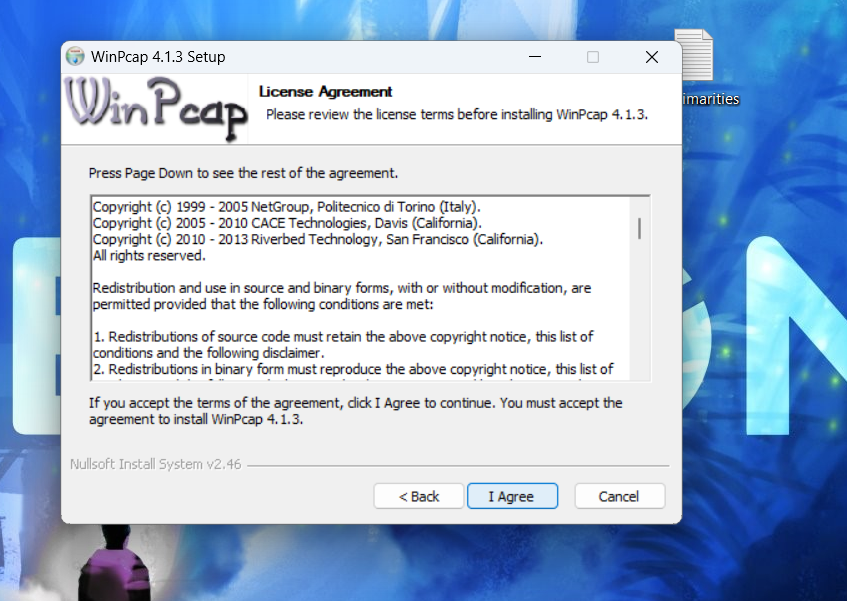 WinPcap 4.1.3 Setup
WinPcap
License Agreement
Please review the license terms before installing WinPcap 4.1.3.
imarities
Press Page Down to see the rest of the agreement.
Copyright (c) 1999 - 2005 NetGroup, Politecnico di Torino (Italy).
Copyright (c) 2005 - 2010 CACE Technologies, Davis (California).
Copyright (c) 2010 - 2013 Riverbed Technology, San Francisco (California).
All rights reserved.
Redistribution and use in source and binary forms, with or without modification, are
permitted provided that the following conditions are met:
1. Redistributions of source code must retain the above copyright notice, this list of
conditions and the following disclaimer.
2. Redistributions in binary form must reproduce the above copyright notice, this list of
If you accept the terms of the agreement, click I Agree to continue. You must accept the
agreement to install WinPcap 4.1.3.
Nullsoft Install System v2.46
< Back
I Agree
Cancel